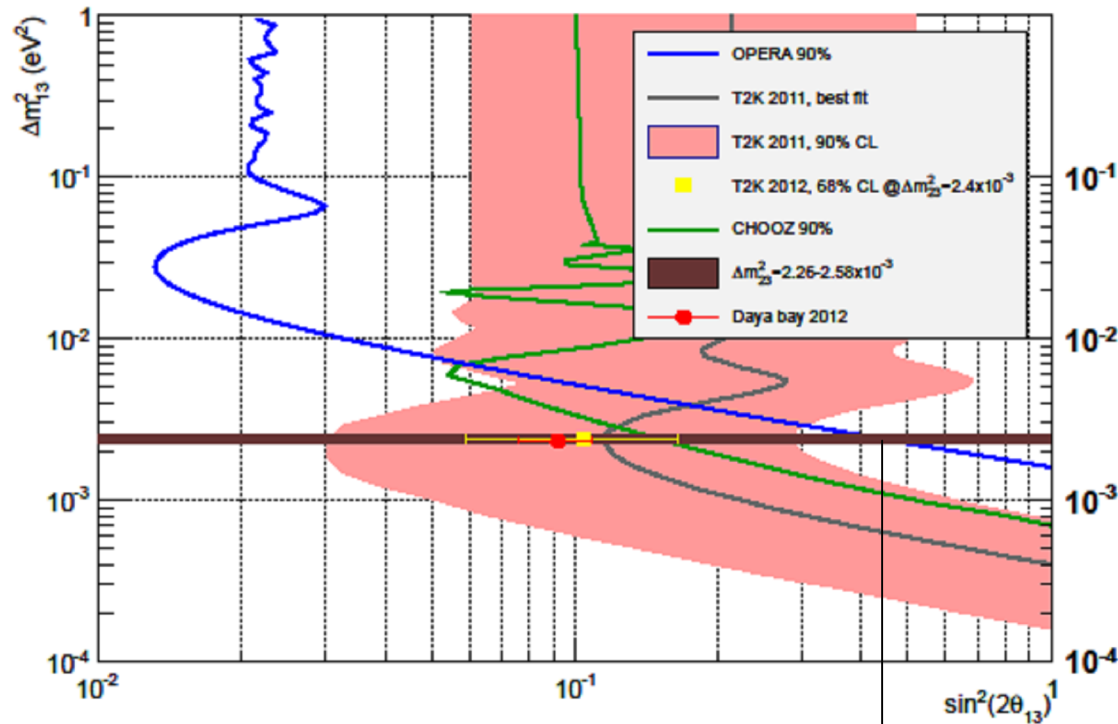 Δm²₁₃ (eV²)
1
10⁻¹
10⁻²
10⁻³
10⁻⁴
OPERA 90%
T2K 2011, best fit
T2K 2011, 90% CL
T2K 2012, 68% CL @Δm²₂₃=2.4x10⁻³
CHOOZ 90%
Δm²₂₃=2.26-2.58x10⁻³
Daya bay 2012
10⁻¹
10⁻²
10⁻³
10⁻⁴
10⁻²
10⁻¹
1
sin²(2θ₁₃)